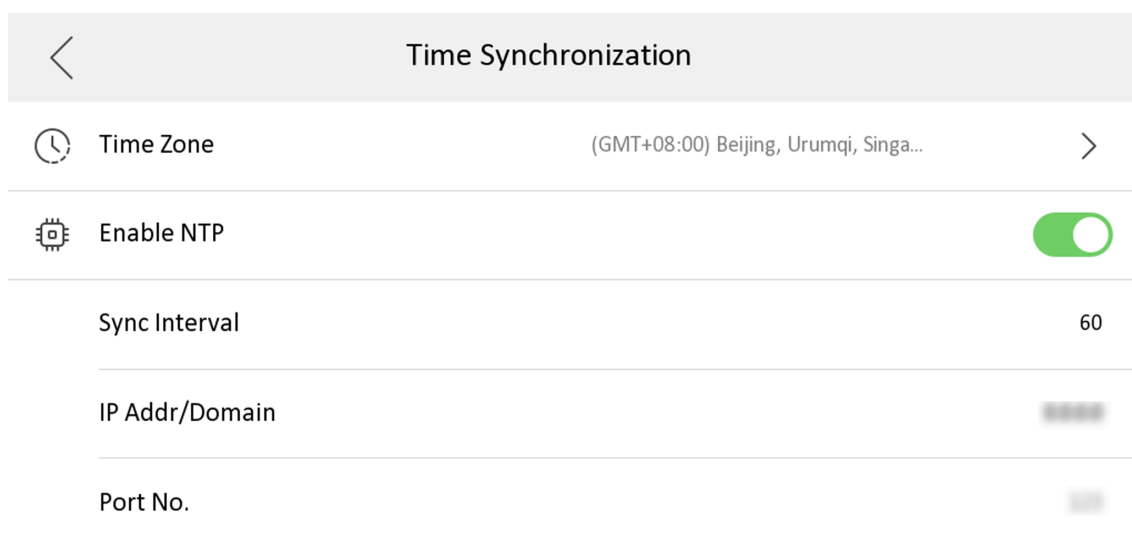 Time Synchronization
Time Zone (GMT+08:00) Beijing, Urumqi, Singa...
Enable NTP
Sync Interval 60
IP Addr/Domain
Port No.